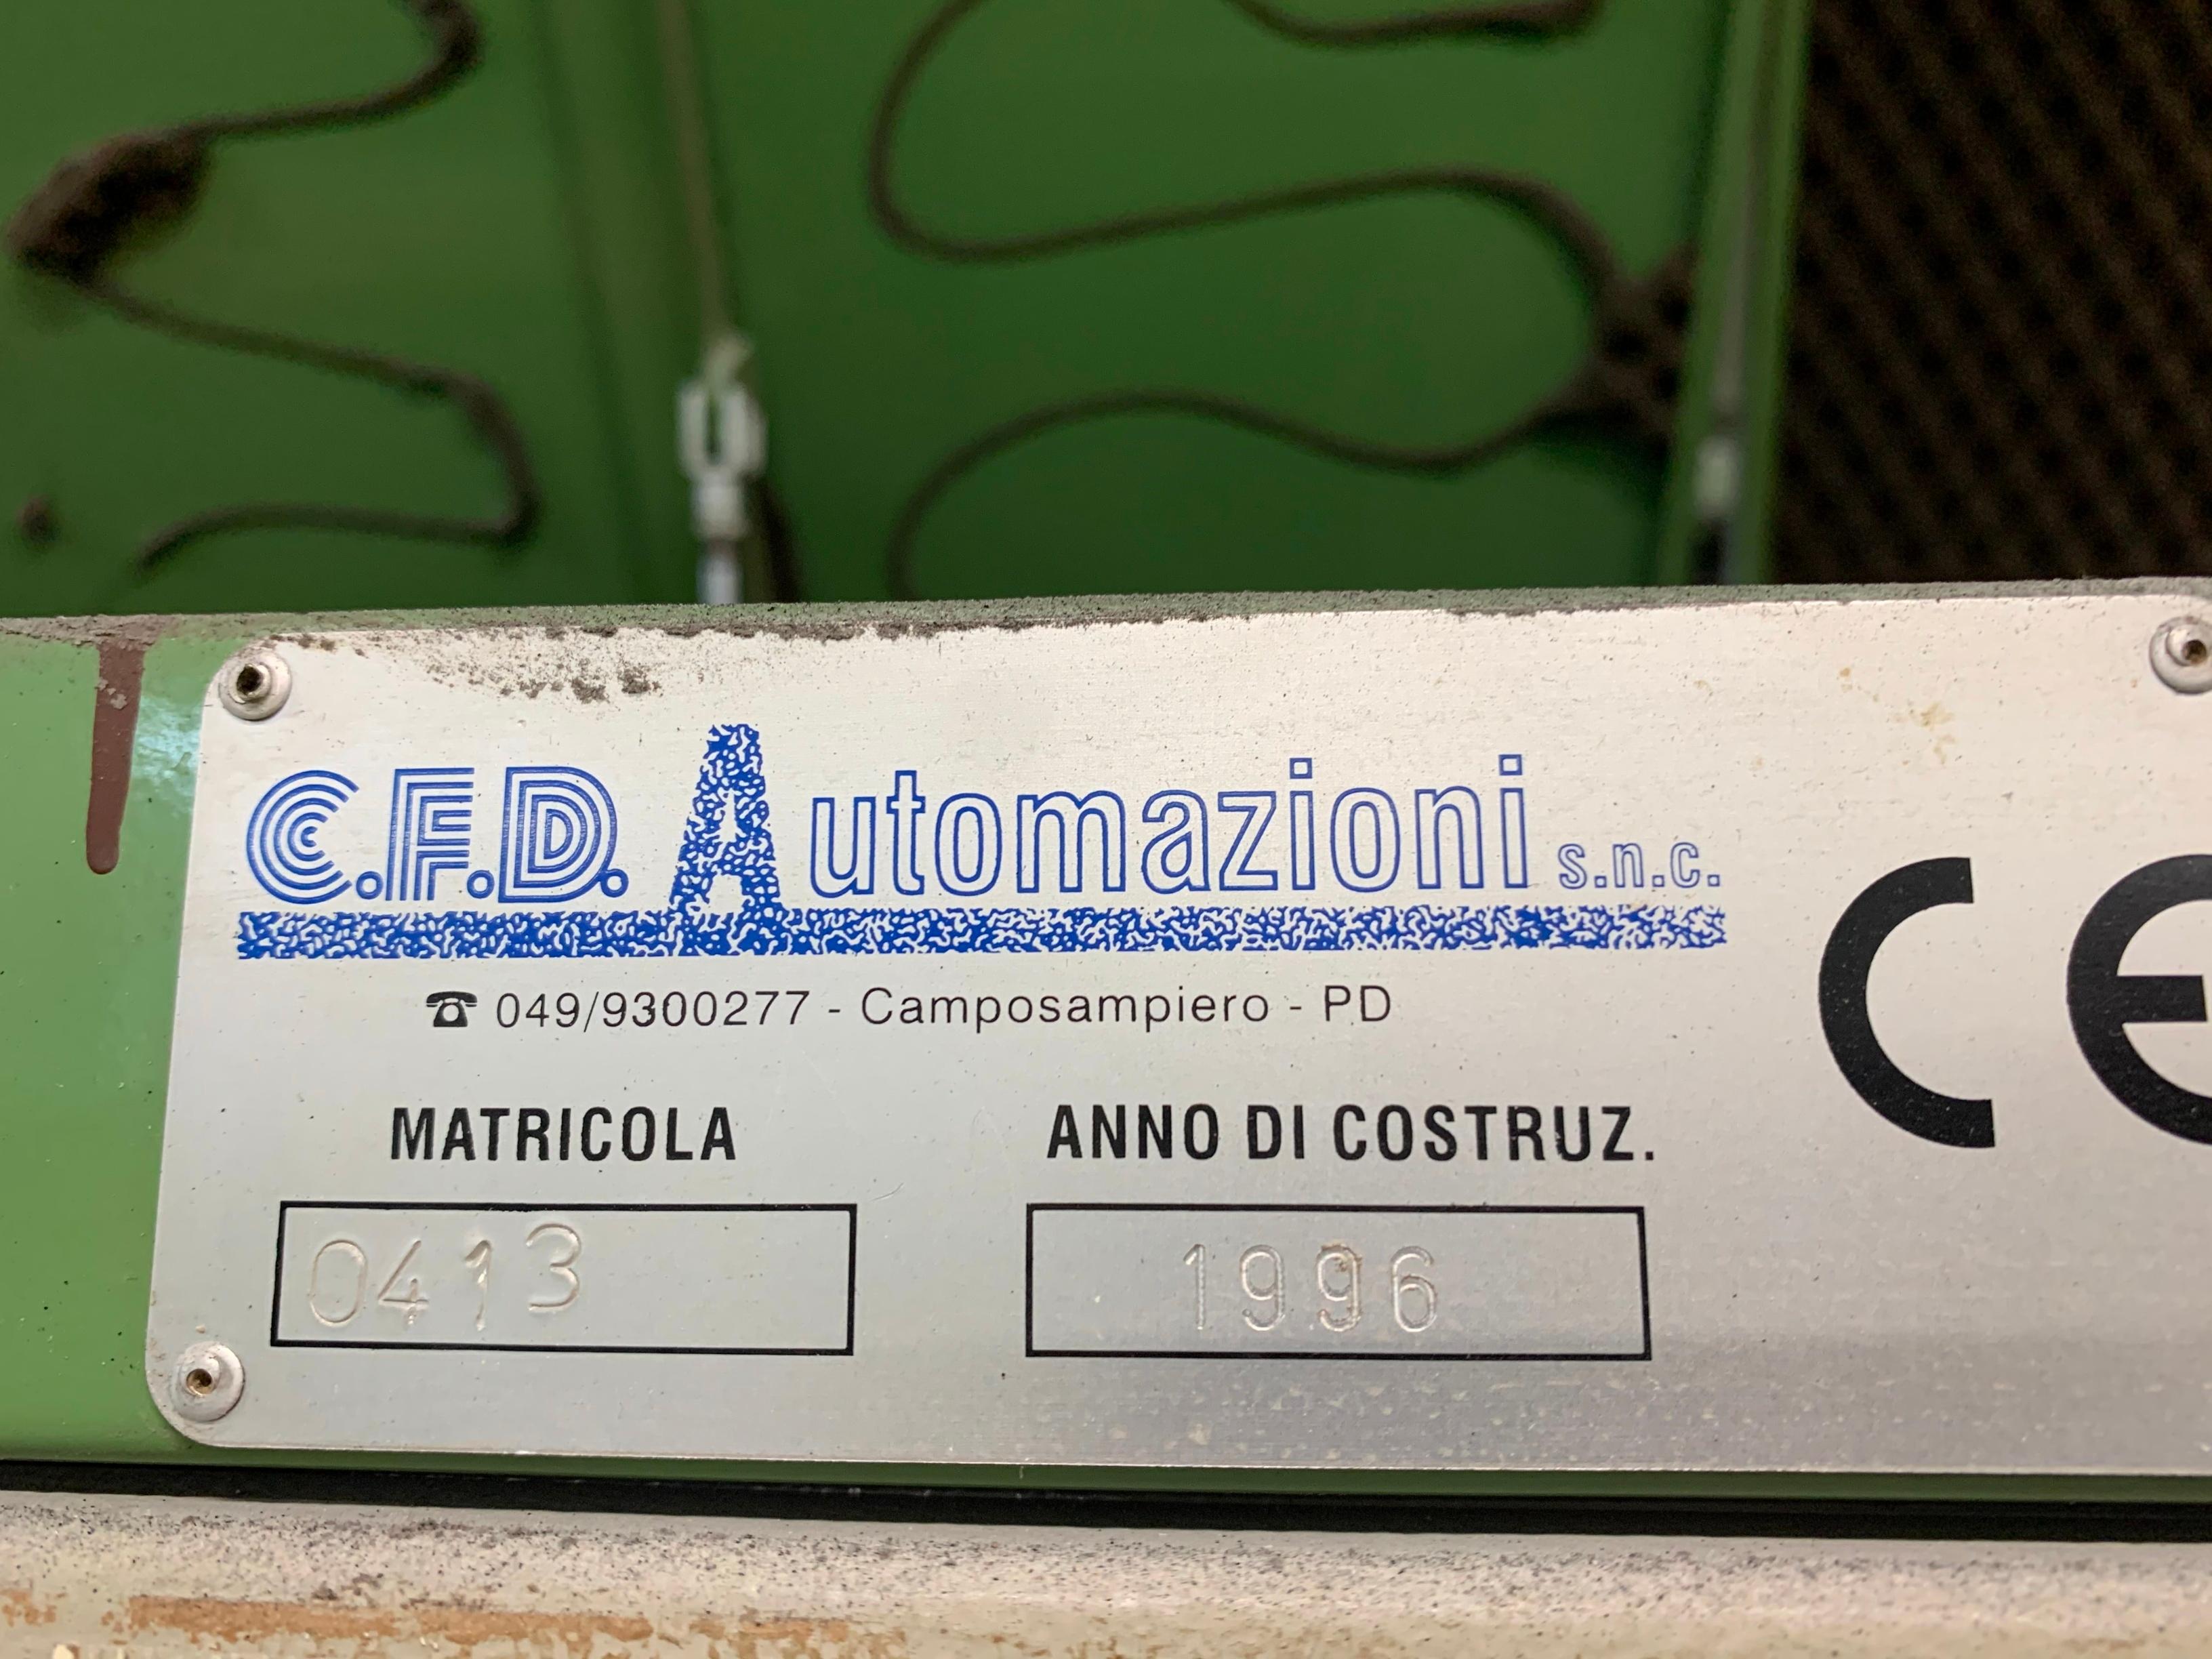 C.F.D. Automazioni s.n.c.
☎ 049/9300277 - Camposampiero - PD
CE
MATRICOLA ANNO DI COSTRUZ.
0413 1996